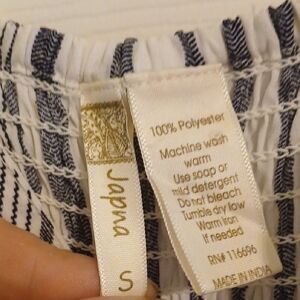 Japna
S
100% Polyester
Machine wash
warm
Use soap or
mild detergent
Do not bleach
Tumble dry low
Warm iron
if needed
RN# 116696
MADE IN INDIA